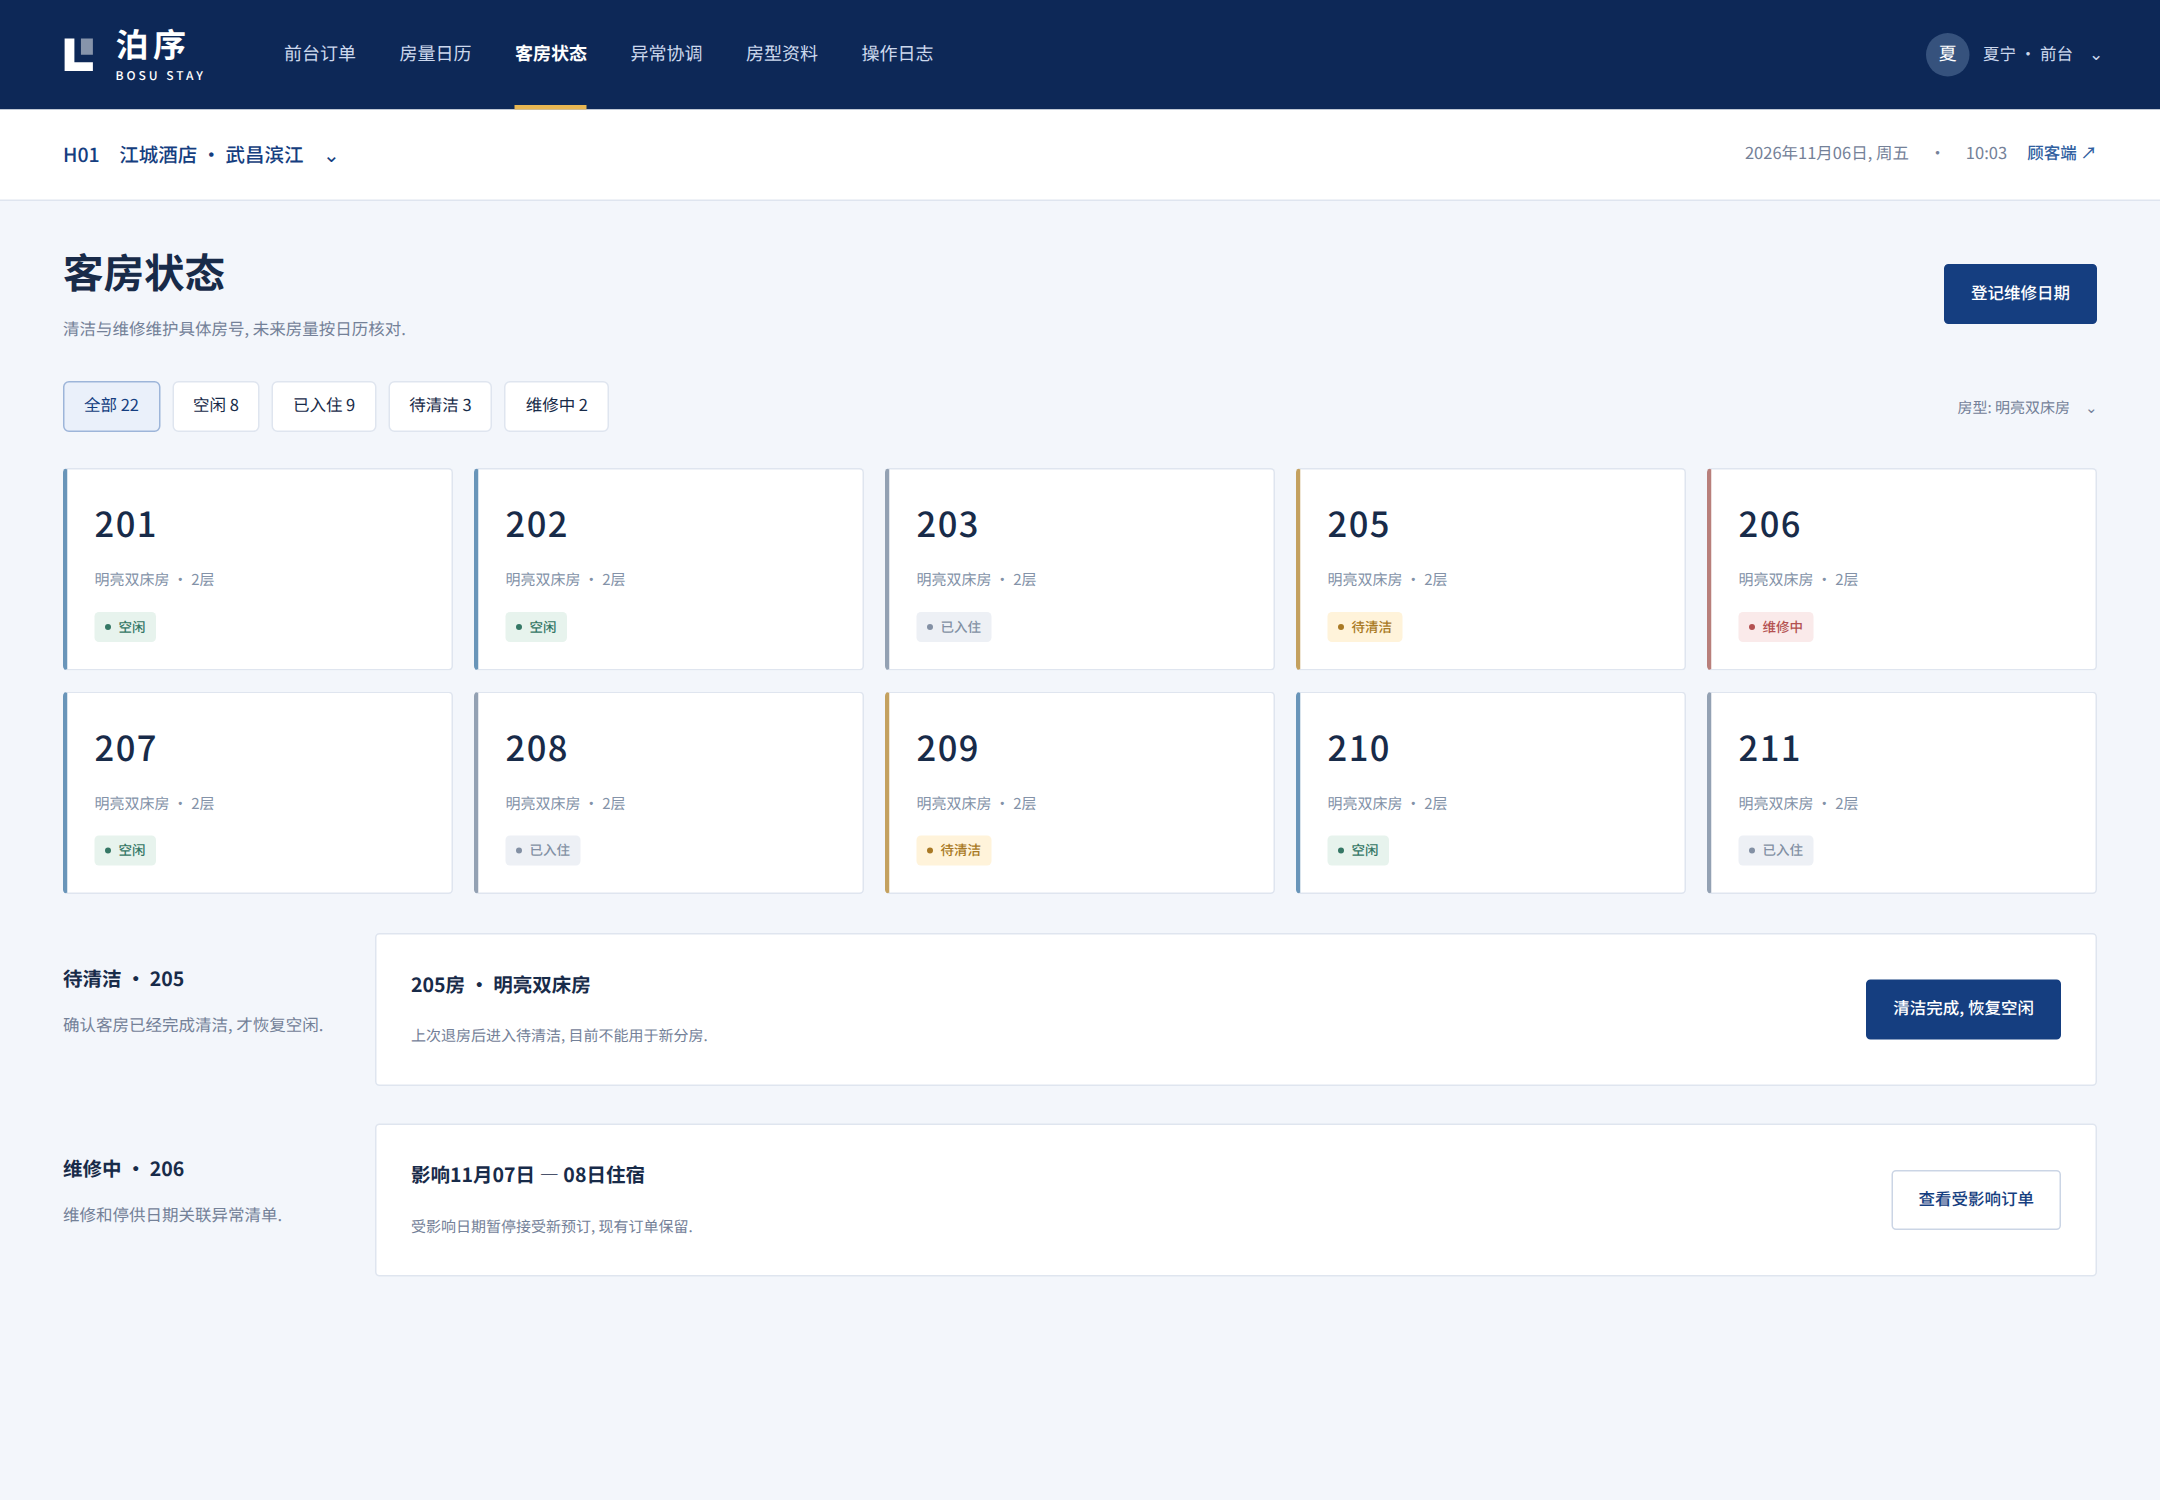 泊序
BOSU STAY
前台订单 房量日历 客房状态 异常协调 房型资料 操作日志
夏 夏宁 · 前台
H01 江城酒店 · 武昌滨江
2026年11月06日, 周五 · 10:03 顾客端 ↗
客房状态
登记维修日期
清洁与维修维护具体房号, 未来房量按日历核对.
全部 22 空闲 8 已入住 9 待清洁 3 维修中 2
房型: 明亮双床房
201 202 203 205 206
明亮双床房 · 2层 明亮双床房 · 2层 明亮双床房 · 2层 明亮双床房 · 2层 明亮双床房 · 2层
空闲 空闲 已入住 待清洁 维修中
207 208 209 210 211
明亮双床房 · 2层 明亮双床房 · 2层 明亮双床房 · 2层 明亮双床房 · 2层 明亮双床房 · 2层
空闲 已入住 待清洁 空闲 已入住
待清洁 · 205
确认客房已经完成清洁, 才恢复空闲.
205房 · 明亮双床房
上次退房后进入待清洁, 目前不能用于新分房.
清洁完成, 恢复空闲
维修中 · 206
维修和停供日期关联异常清单.
影响11月07日 — 08日住宿
受影响日期暂停接受新预订, 现有订单保留.
查看受影响订单